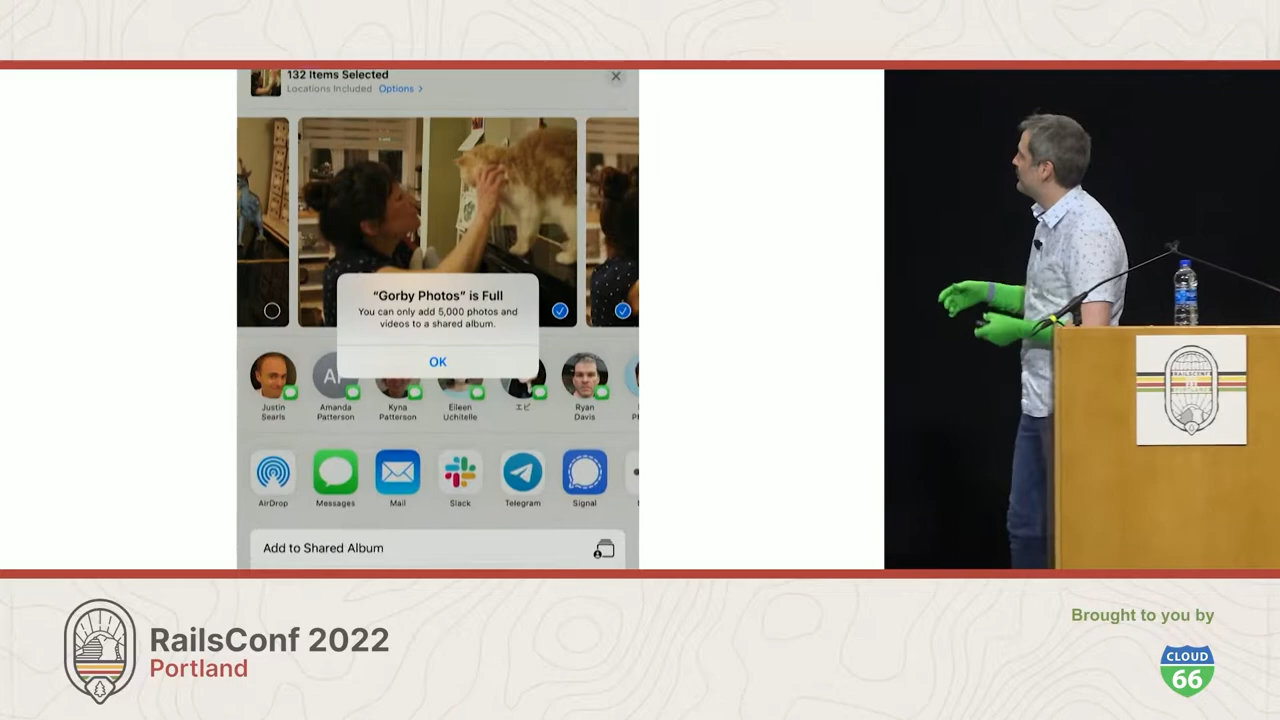 132 Items Selected
Locations Included Options >
"Gorby Photos" is Full
You can only add 5,000 photos and
videos to a shared album.
OK
Justin
Searls
Amanda
Patterson
Kyna
Patterson
Eileen
Uchitelle
エビ
Ryan
Davis
AirDrop
Messages
Mail
Slack
Telegram
Signal
Add to Shared Album
RAILSCONF
RailsConf 2022
Portland
Brought to you by
CLOUD
66